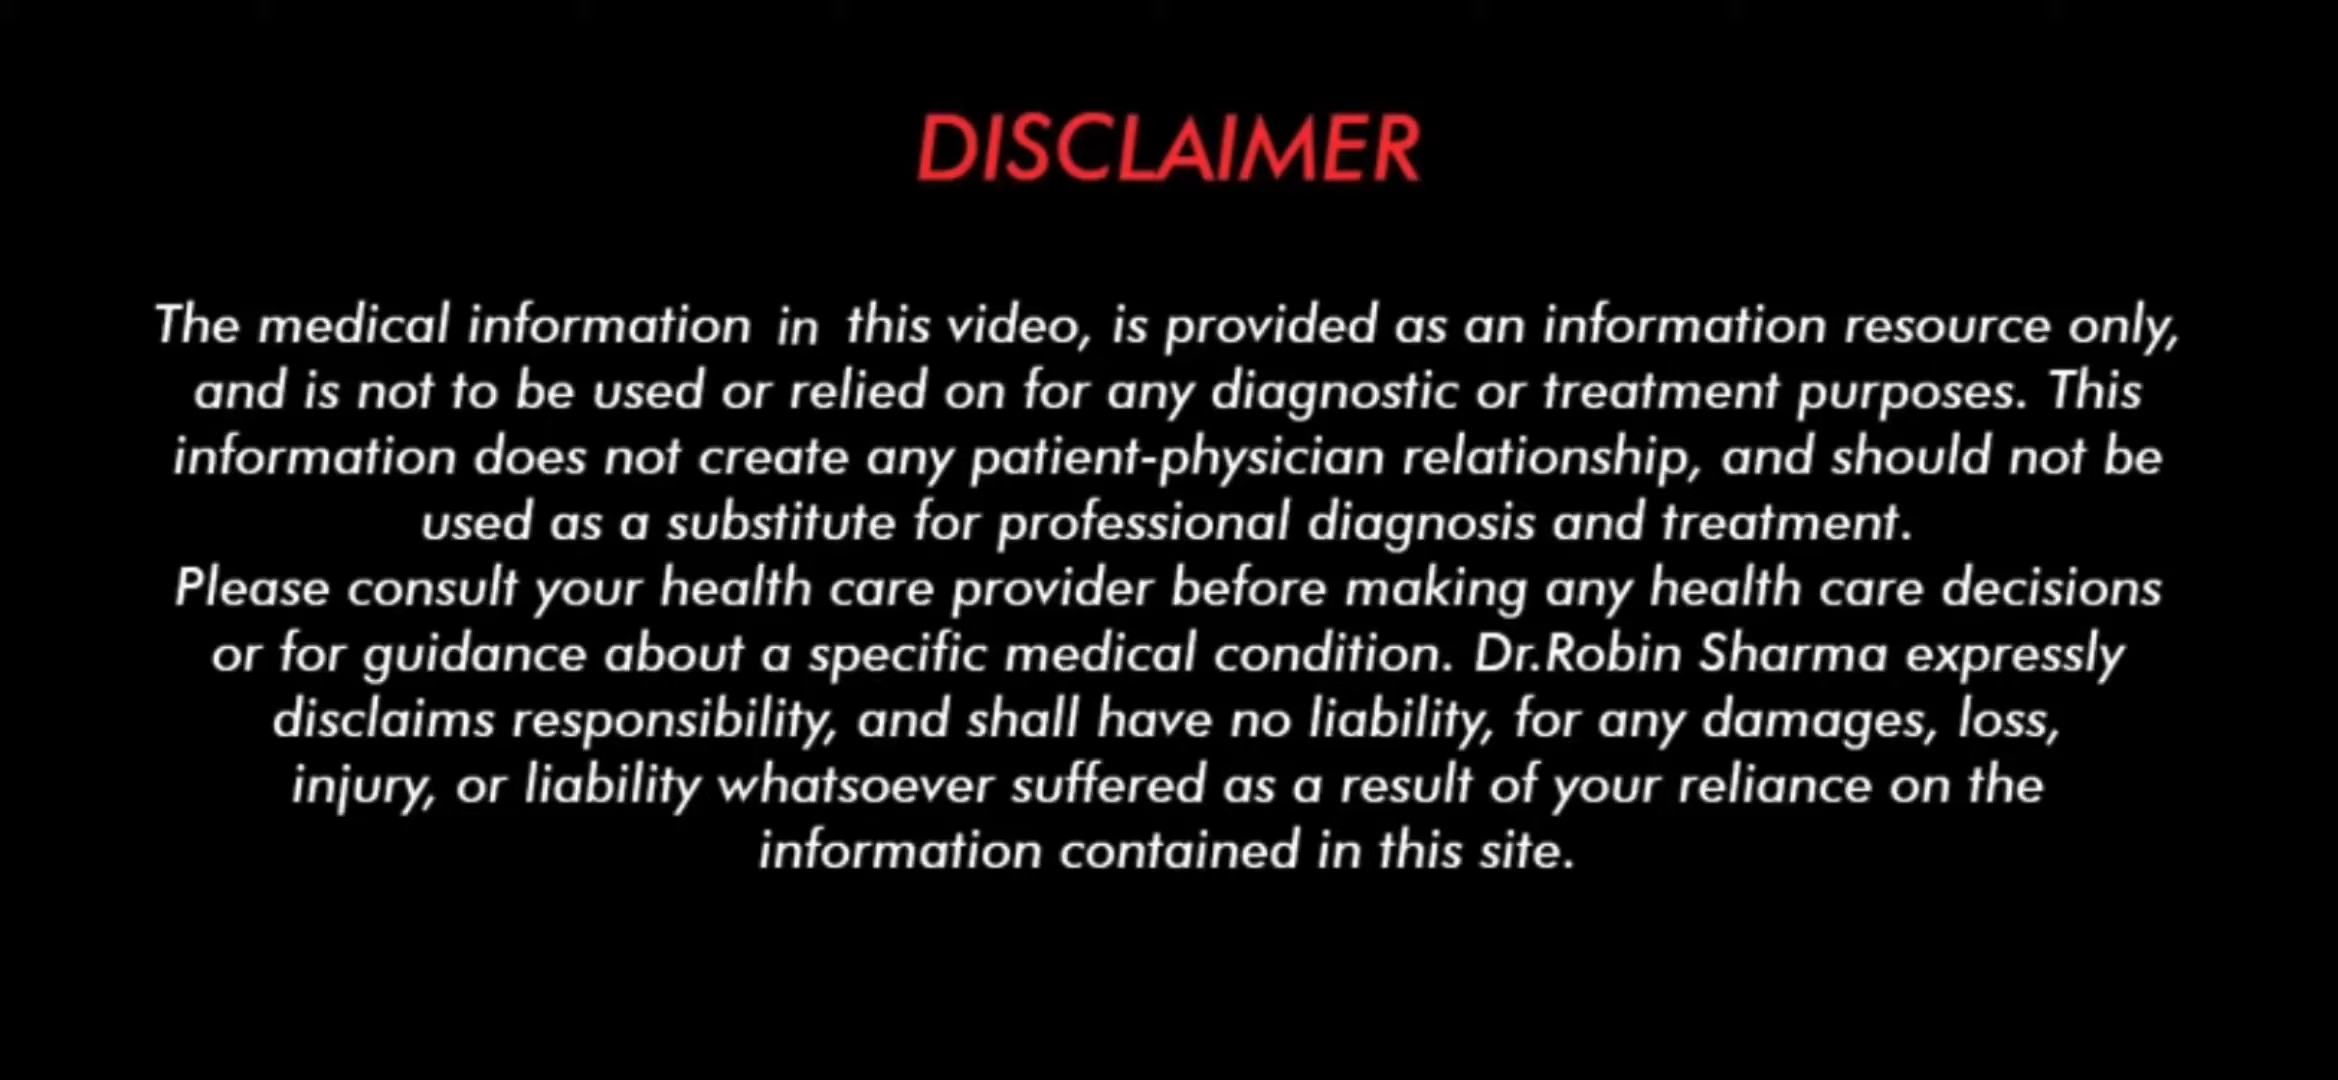 DISCLAIMER
The medical information in this video, is provided as an information resource only,
and is not to be used or relied on for any diagnostic or treatment purposes. This
information does not create any patient-physician relationship, and should not be
used as a substitute for professional diagnosis and treatment.
Please consult your health care provider before making any health care decisions
or for guidance about a specific medical condition. Dr.Robin Sharma expressly
disclaims responsibility, and shall have no liability, for any damages, loss,
injury, or liability whatsoever suffered as a result of your reliance on the
information contained in this site.